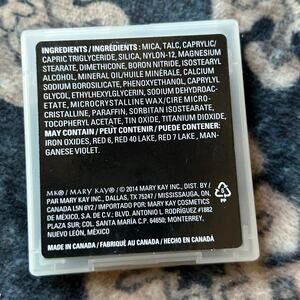 INGREDIENTS/INGRÉDIENTS: MICA, TALC, CAPRYLIC/
CAPRIC TRIGLYCERIDE, SILICA, NYLON-12, MAGNESIUM
STEARATE, DIMETHICONE, BORON NITRIDE, ISOSTEARYL
ALCOHOL, MINERAL OIL/HUILE MINÉRALE, CALCIUM
SODIUM BOROSILICATE, PHENOXYETHANOL, CAPRYLYL
GLYCOL, ETHYLHEXYLGLYCERIN, SODIUM DEHYDROAC-
ETATE, MICROCRYSTALLINE WAX/CIRE MICRO-
CRISTALLINE, PARAFFIN, SORBITAN ISOSTEARATE,
TOCOPHERYL ACETATE, TIN OXIDE, TITANIUM DIOXIDE,
MAY CONTAIN / PEUT CONTENIR / PUEDE CONTENER:
IRON OXIDES, RED 6, RED 40 LAKE, RED 7 LAKE, MAN-
GANESE VIOLET.
MK® / MARY KAY® / © 2014 MARY KAY INC. DIST. BY /
PAR MARY KAY INC., DALLAS, TX 75247 / MISSISSAUGA, ON,
CANADA L5N 6Y2 / IMPORTADO POR: MARY KAY COSMETICS
DE MÉXICO, S.A. DE C.V.: BLVD. ANTONIO L. RODRÍGUEZ #1882
PLAZA SUR; COL. SANTA MARÍA C.P. 64650; MONTERREY,
NUEVO LEÓN, MÉXICO
MADE IN CANADA / FABRIQUÉ AU CANADA / HECHO EN CANADÁ
5
PP